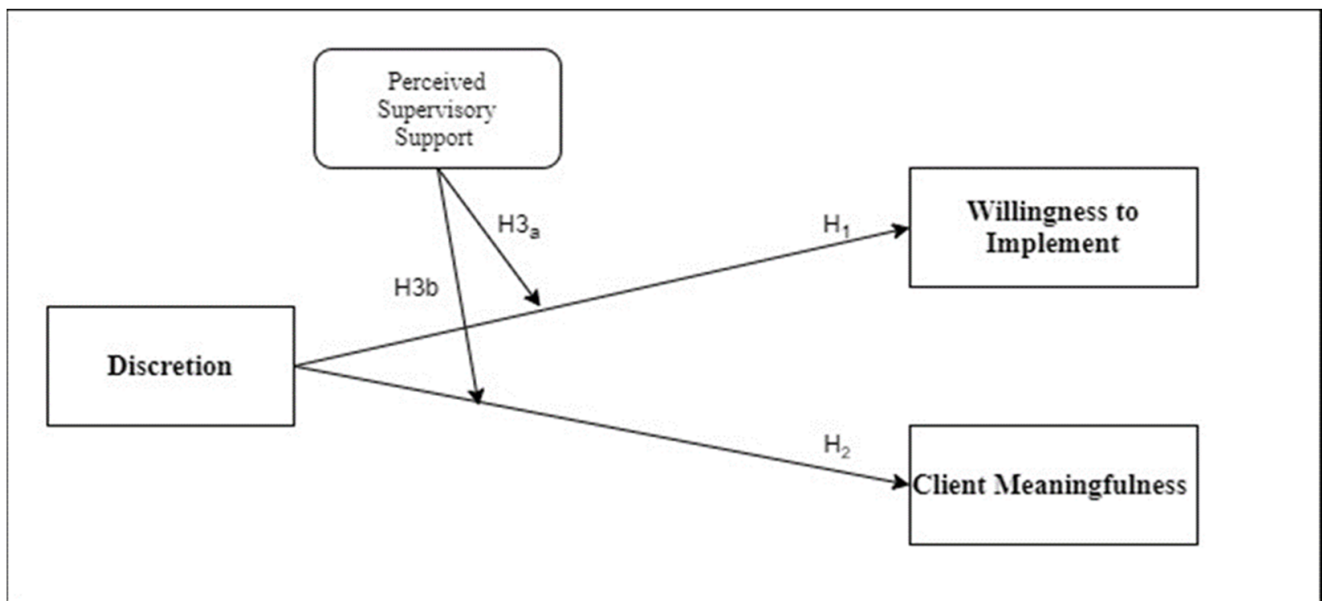 Perceived
Supervisory
Support
H3ₐ
H₁
Willingness to
Implement
H3b
Discretion
H₂
Client Meaningfulness